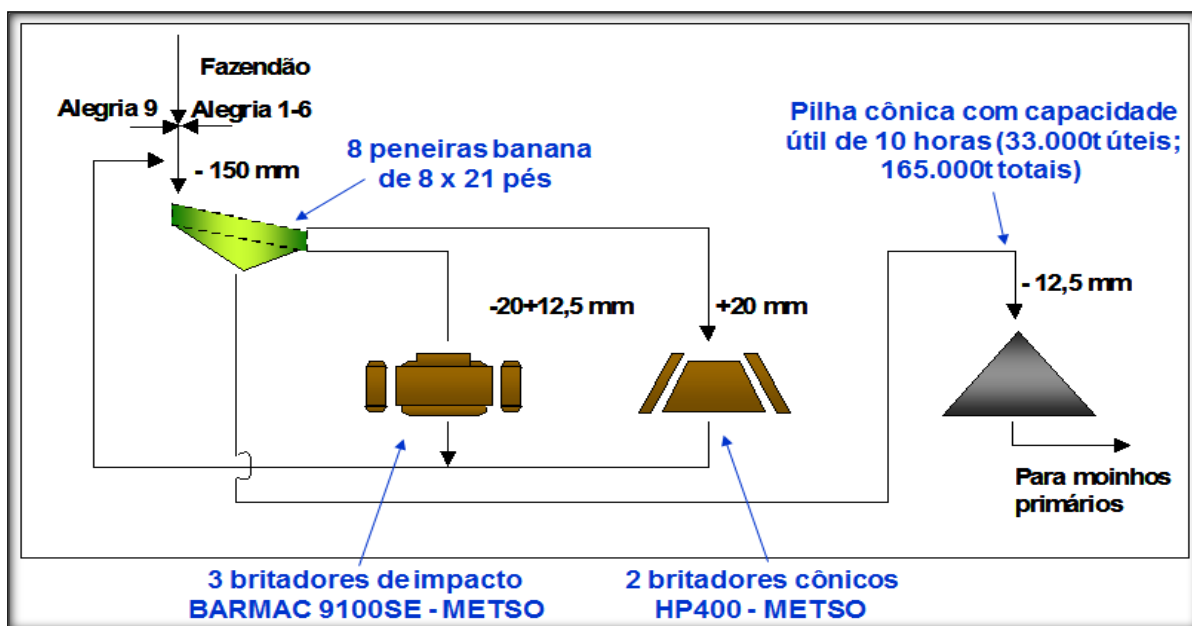 Fazendão
Alegria 9
Alegria 1-6
- 150 mm
8 peneiras banana
de 8 x 21 pés
Pilha cônica com capacidade
útil de 10 horas (33.000t úteis;
165.000t totais)
-20+12,5 mm
+20 mm
- 12,5 mm
Para moinhos
primários
3 britadores de impacto
BARMAC 9100SE - METSO
2 britadores cônicos
HP400 - METSO